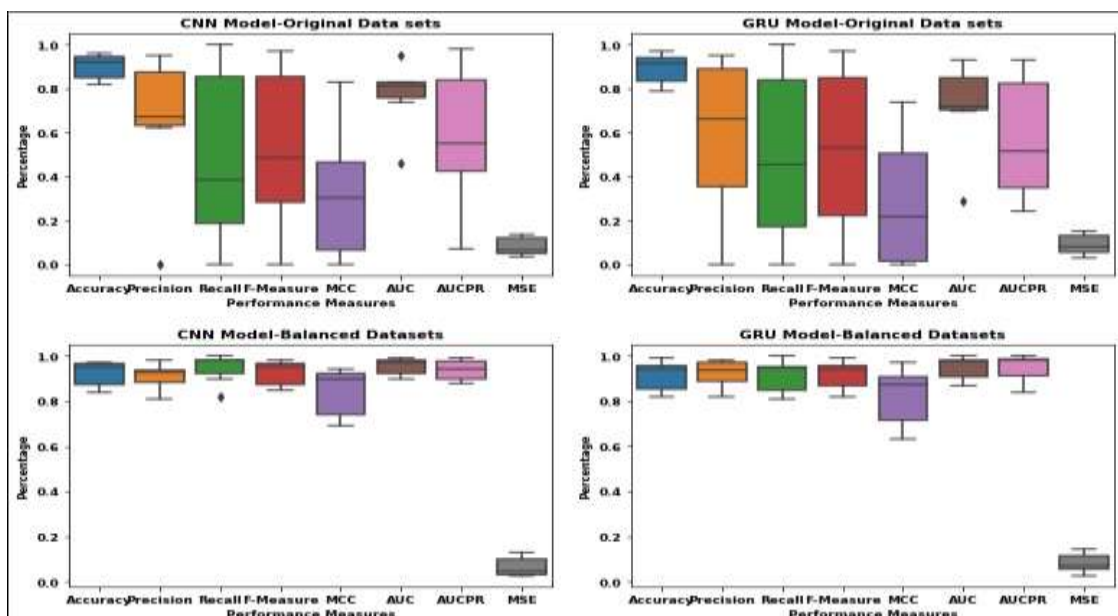 CNN Model-Original Data sets
1.0
0.8
0.6
0.4
0.2
0.0
Percentage
Accuracy Precision Recall F-Measure MCC AUC AUCPR MSE
Performance Measures
GRU Model-Original Data sets
1.0
0.8
0.6
0.4
0.2
0.0
Percentage
Accuracy Precision Recall F-Measure MCC AUC AUCPR MSE
Performance Measures
CNN Model-Balanced Datasets
1.0
0.8
0.6
0.4
0.2
0.0
Percentage
Accuracy Precision Recall F-Measure MCC AUC AUCPR MSE
Performance Measures
GRU Model-Balanced Datasets
1.0
0.8
0.6
0.4
0.2
0.0
Percentage
Accuracy Precision Recall F-Measure MCC AUC AUCPR MSE
Performance Measures